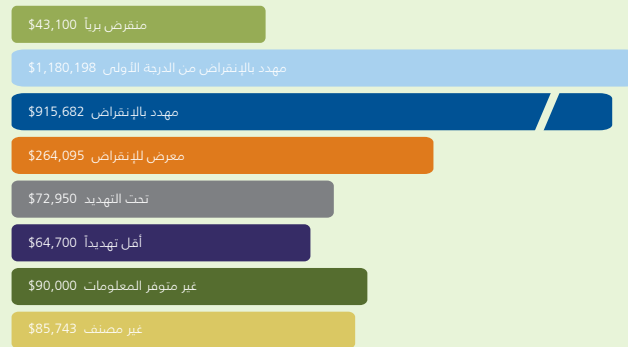 منقرض برياً $43,100
مهدد بالإنقراض من الدرجة الأولى $1,180,198
مهدد بالإنقراض $915,682
معرض للإنقراض $264,095
تحت التهديد $72,950
أقل تهديداً $64,700
غير متوفر المعلومات $90,000
غير مصنف $85,743